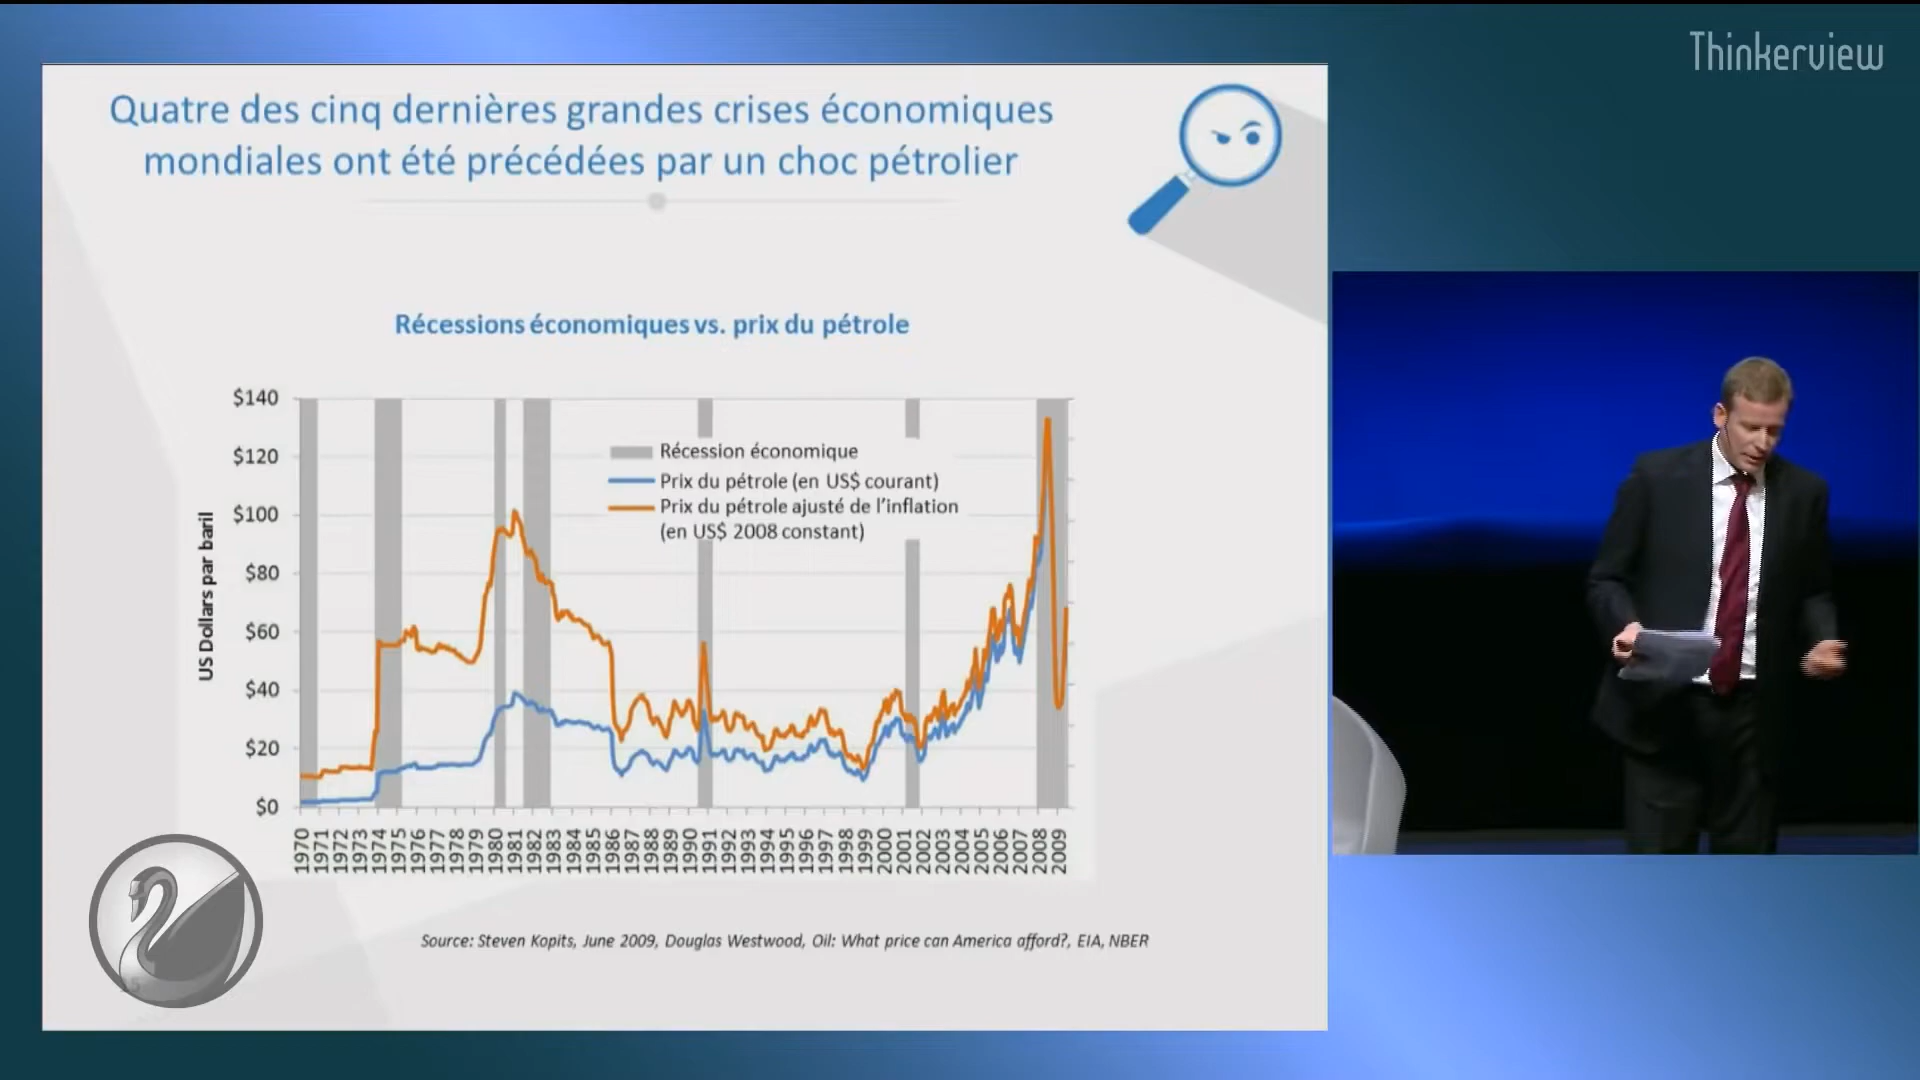 Thinkerview
Quatre des cinq dernières grandes crises économiques
mondiales ont été précédées par un choc pétrolier
Récessions économiques vs. prix du pétrole
US Dollars par baril
$140
$120
$100
$80
$60
$40
$20
$0
Récession économique
Prix du pétrole (en US$ courant)
Prix du pétrole ajusté de l'inflation
(en US$ 2008 constant)
1970 1971 1972 1973 1974 1975 1976 1977 1978 1979 1980 1981 1982 1983 1984 1985 1986 1987 1988 1989 1990 1991 1992 1993 1994 1995 1996 1997 1998 1999 2000 2001 2002 2003 2004 2005 2006 2007 2008 2009
Source: Steven Kopits, June 2009, Douglas Westwood, Oil: What price can America afford?, EIA, NBER